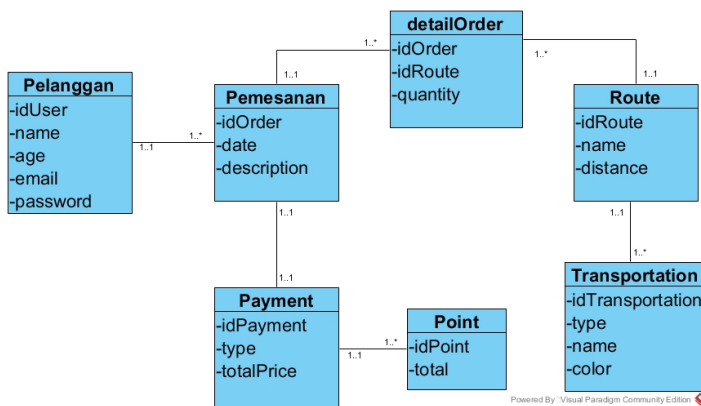 detailOrder
-idOrder
-idRoute
-quantity
1..*
1..*
1..1
1..1
Pelanggan
-idUser
-name
-age
-email
-password
1..1
1..*
Pemesanan
-idOrder
-date
-description
Route
-idRoute
-name
-distance
1..1
1..1
1..1
1..*
Payment
-idPayment
-type
-totalPrice
1..1
1..*
Point
-idPoint
-total
Transportation
-idTransportation
-type
-name
-color
Powered By Visual Paradigm Community Edition